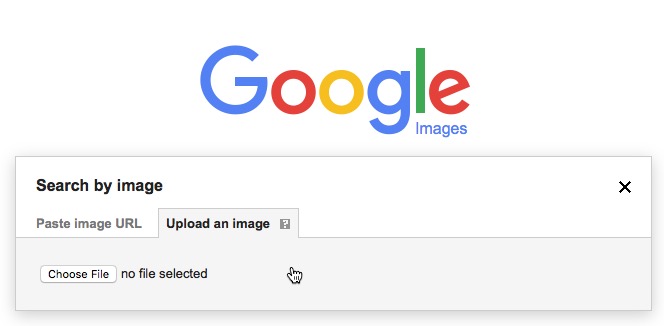 Google
Images
Search by image
Paste image URL Upload an image ?
Choose File no file selected